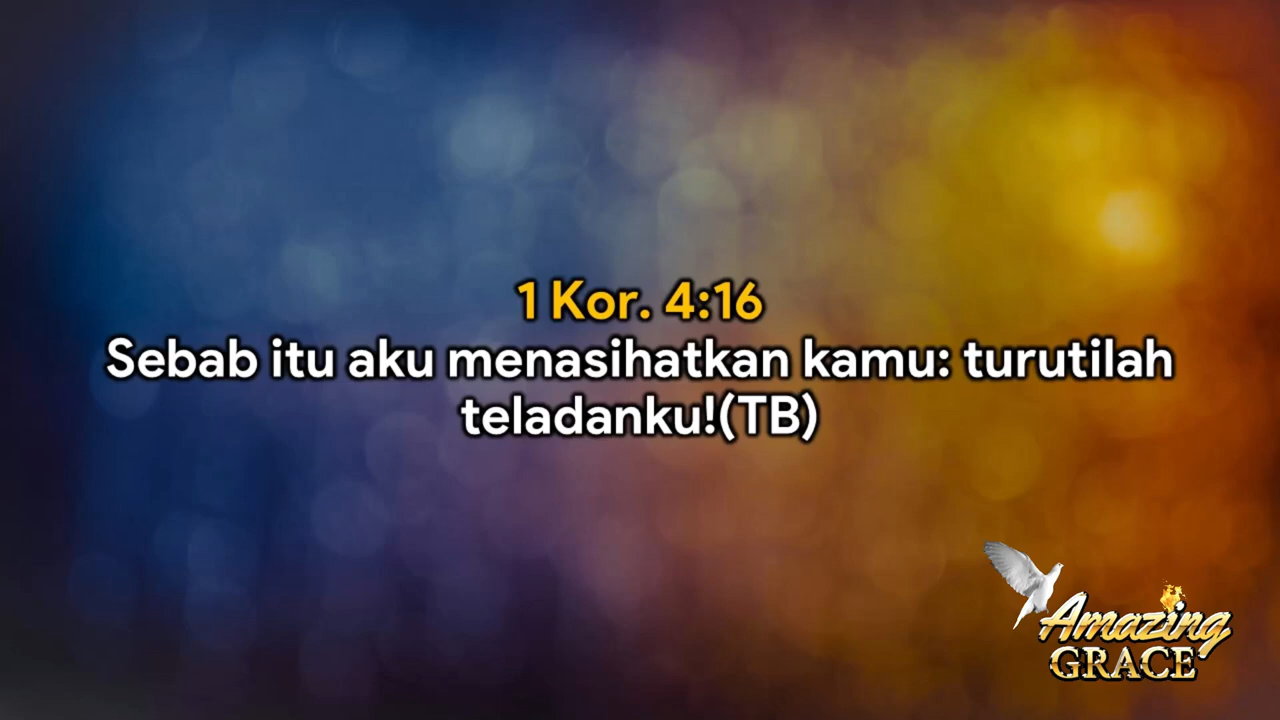 1 Kor. 4:16
Sebab itu aku menasihatkan kamu: turutilah
teladanku!(TB)
Amazing
GRACE